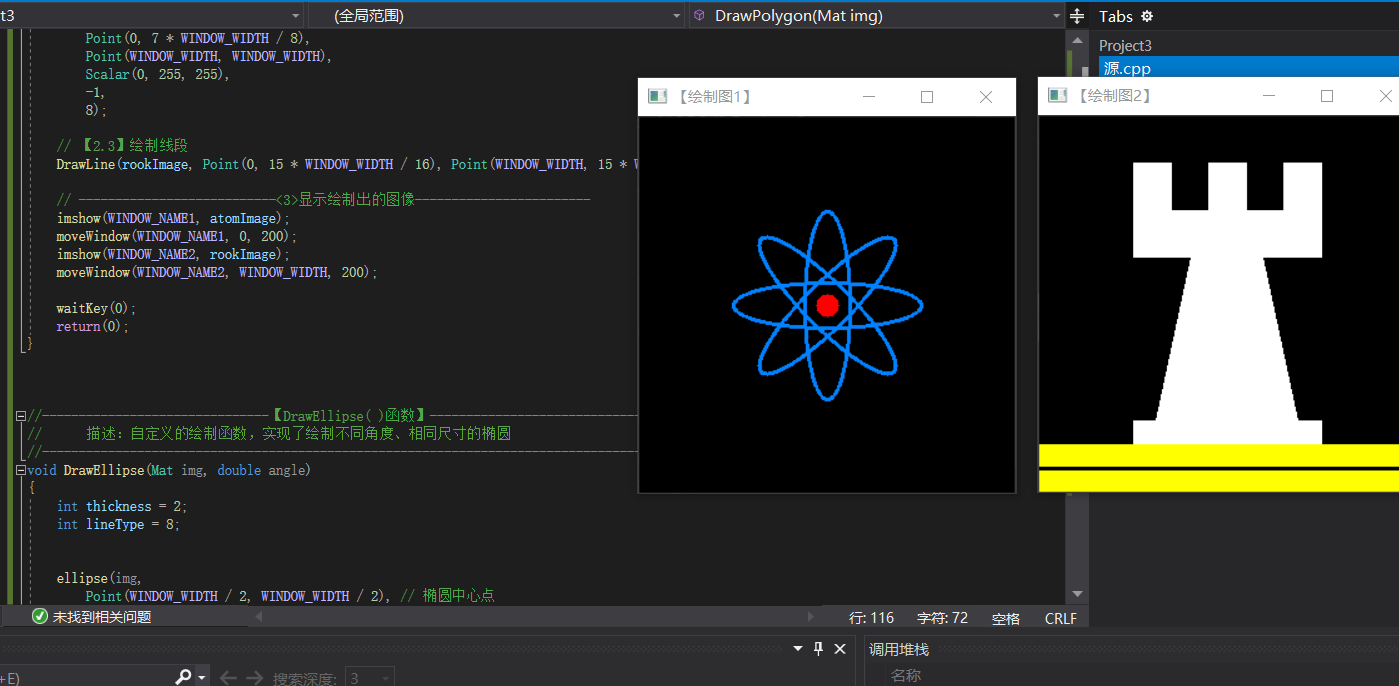 t3
(全局范围)
DrawPolygon(Mat img)
Tabs
Project3
源.cpp
Point(0, 7 * WINDOW_WIDTH / 8),
Point(WINDOW_WIDTH, WINDOW_WIDTH),
Scalar(0, 255, 255),
-1,
8);
// 【2.3】绘制线段
DrawLine(rookImage, Point(0, 15 * WINDOW_WIDTH / 16), Point(WINDOW_WIDTH, 15 * W
// ---------------------------<3>显示绘制出的图像------------------------
imshow(WINDOW_NAME1, atomImage);
moveWindow(WINDOW_NAME1, 0, 200);
imshow(WINDOW_NAME2, rookImage);
moveWindow(WINDOW_NAME2, WINDOW_WIDTH, 200);
waitKey(0);
return(0);
}
//-------------------------------【DrawEllipse( )函数】----------------------------
//      描述：自定义的绘制函数，实现了绘制不同角度、相同尺寸的椭圆
//---------------------------------------------------------------------------------
void DrawEllipse(Mat img, double angle)
{
int thickness = 2;
int lineType = 8;
ellipse(img,
Point(WINDOW_WIDTH / 2, WINDOW_WIDTH / 2), // 椭圆中心点
【绘制图1】
【绘制图2】
未找到相关问题
行: 116
字符: 72
空格
CRLF
调用堆栈
+E)
搜索深度:
3
名称